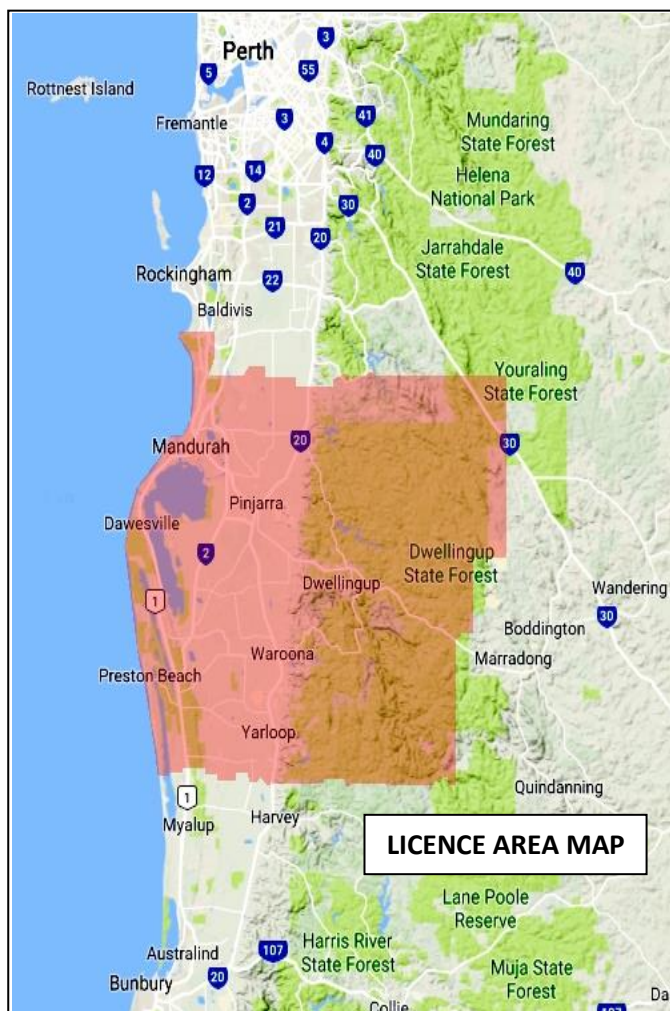 3
Perth
5
55
Rottnest Island
3
41
Fremantle
Mundaring
State Forest
4
40
12
14
Helena
National Park
2
30
21
20
Jarrahdale
State Forest
Rockingham
22
40
Baldivis
Youraling
State Forest
Mandurah
20
30
Pinjarra
Dawesville
2
Dwellingup
State Forest
Dwellingup
Wandering
1
30
Boddington
Waroona
Marradong
Preston Beach
Yarloop
Quindanning
1
Myalup
Harvey
LICENCE AREA MAP
Lane Poole
Reserve
Harris River
State Forest
Australind
107
Muja State
Forest
Bunbury
20
Collie
Da